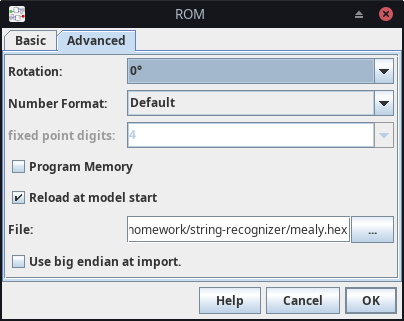 ROM
Basic
Advanced
Rotation:
0°
Number Format:
Default
fixed point digits:
4
Program Memory
Reload at model start
File:
homework/string-recognizer/mealy.hex
...
Use big endian at import.
Help
Cancel
OK